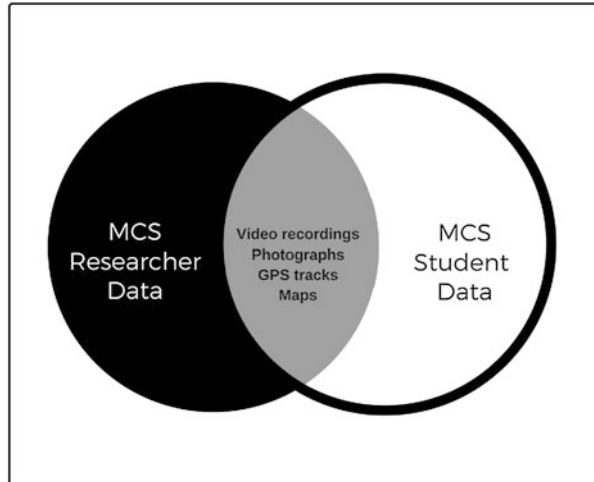 MCS
Researcher
Data
Video recordings
Photographs
GPS tracks
Maps
MCS
Student
Data